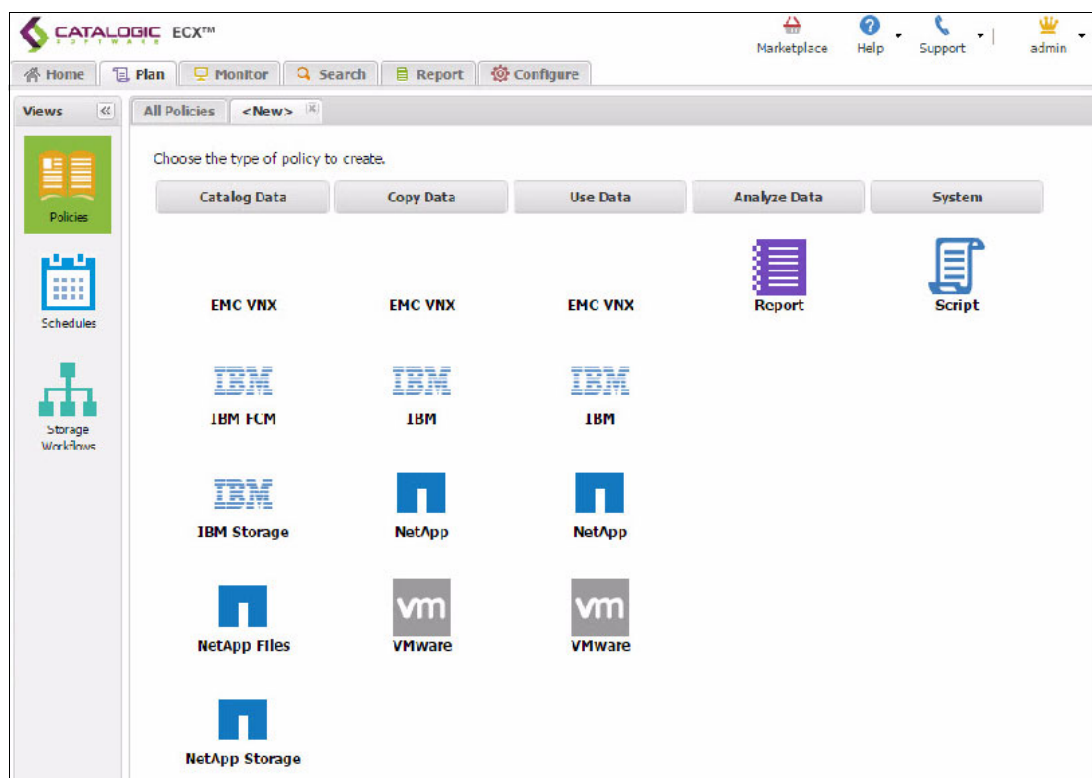 CATALOGIC ECX™
SOFTWARE
Marketplace Help Support admin
Home Plan Monitor Search Report Configure
Views All Policies <New>
Choose the type of policy to create.
Catalog Data Copy Data Use Data Analyze Data System
Policies
EMC VNX EMC VNX EMC VNX Report Script
Schedules
IBM IBM IBM
IBM FCM IBM IBM
Storage
Workflows
IBM
IBM Storage NetApp NetApp
vm vm
NetApp Files VMware VMware
NetApp Storage